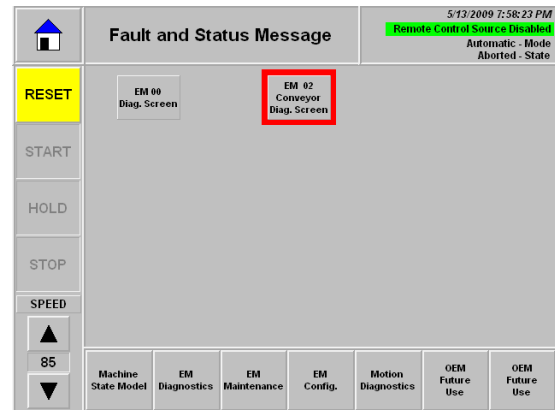 Fault and Status Message
5/13/2009 7:58:23 PM
Remote Control Source Disabled
Automatic - Mode
Aborted - State
RESET
START
HOLD
STOP
SPEED
85
EM 00
Diag. Screen
EM 02
Conveyor
Diag. Screen
Machine
State Model
EM
Diagnostics
EM
Maintenance
EM
Config.
Motion
Diagnostics
OEM
Future
Use
OEM
Future
Use